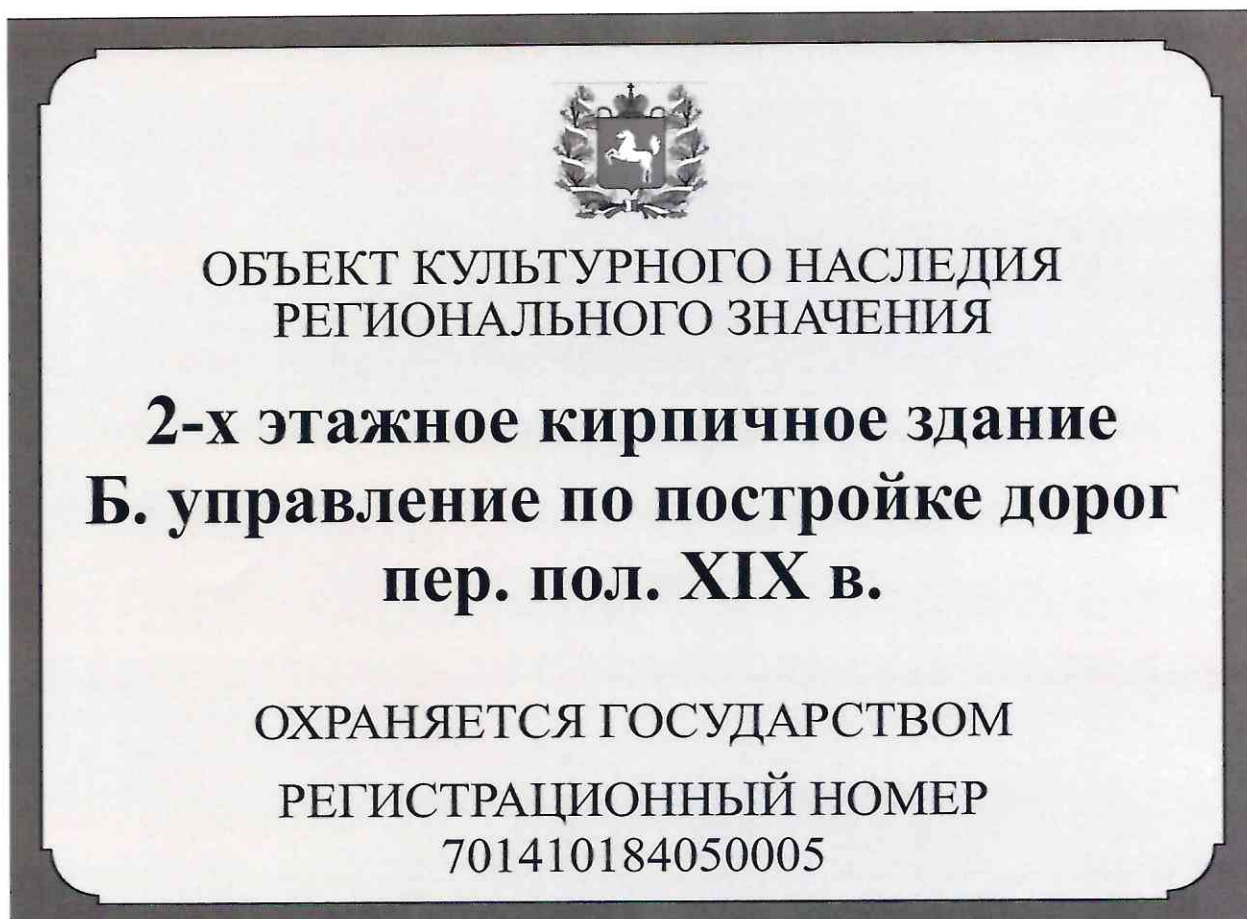 ОБЪЕКТ КУЛЬТУРНОГО НАСЛЕДИЯ
РЕГИОНАЛЬНОГО ЗНАЧЕНИЯ
2-х этажное кирпичное здание
Б. управление по постройке дорог
пер. пол. XIX в.
ОХРАНЯЕТСЯ ГОСУДАРСТВОМ
РЕГИСТРАЦИОННЫЙ НОМЕР
701410184050005